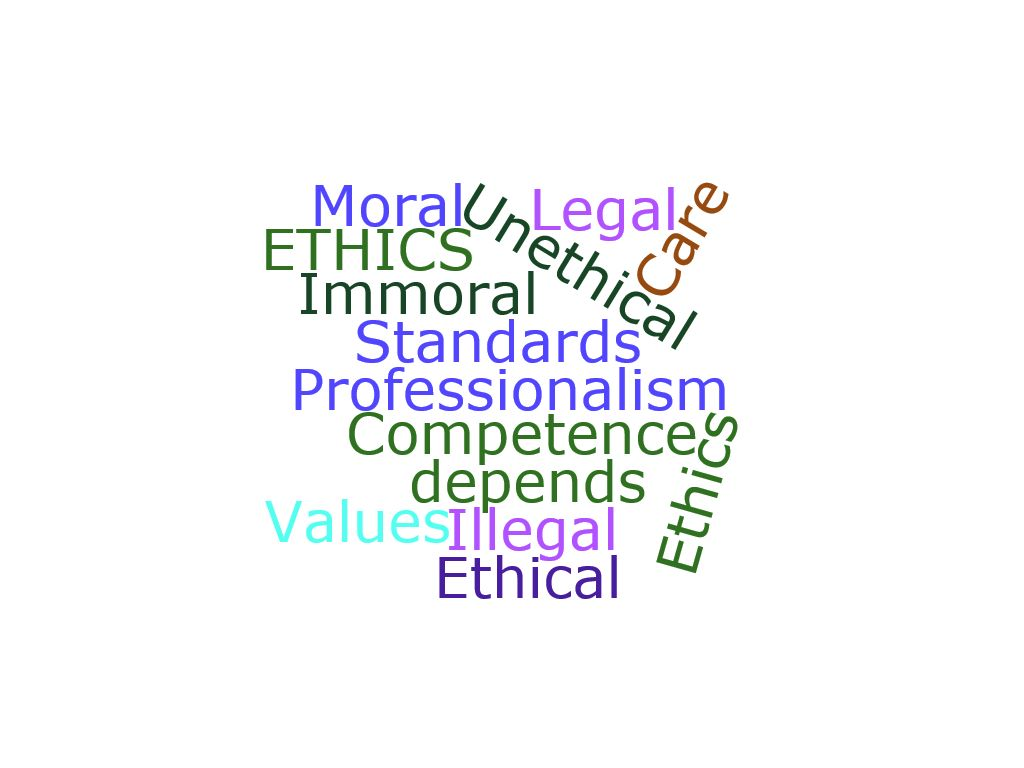 Moral
Unethical
Legal
Care
ETHICS
Immoral
Standards
Professionalism
Competence
Ethics
depends
Values
Illegal
Ethical